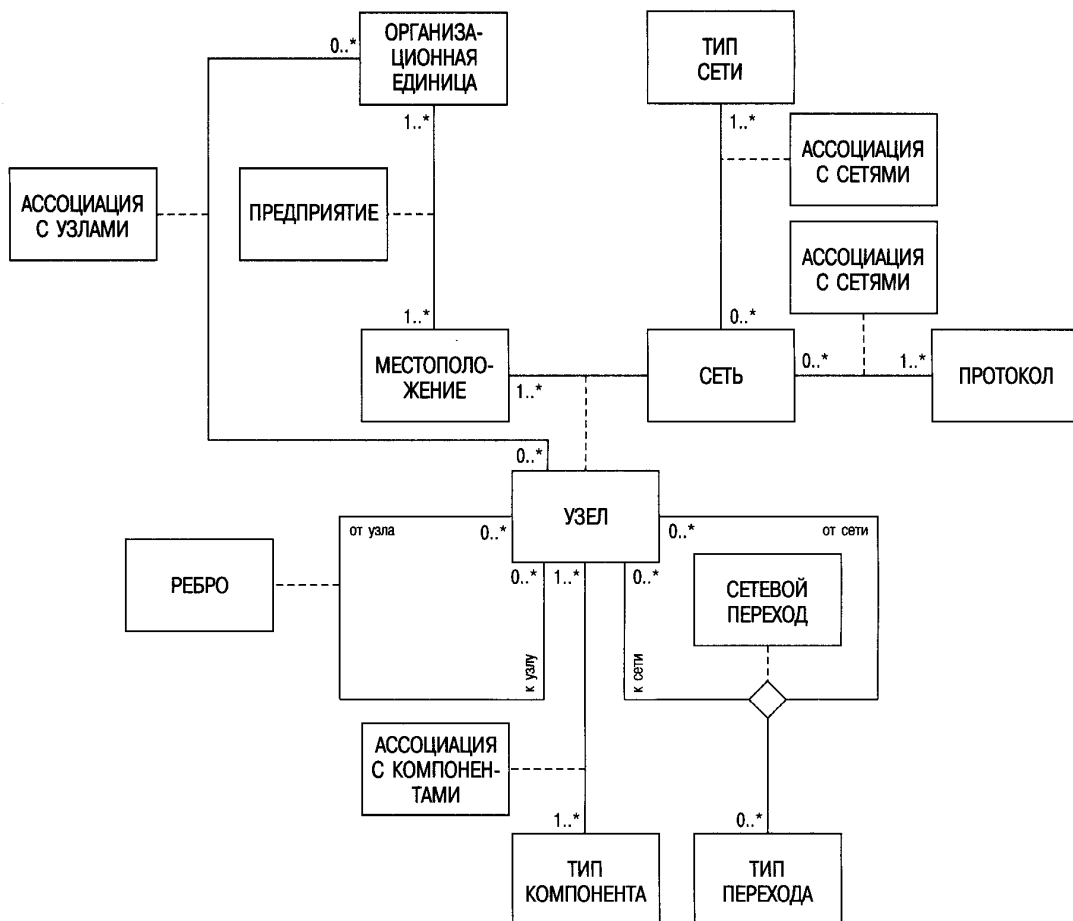 ОРГАНИЗА-
ЦИОННАЯ
ЕДИНИЦА
0..*
1..*
ТИП
СЕТИ
1..*
АССОЦИАЦИЯ
С СЕТЯМИ
АССОЦИАЦИЯ
С УЗЛАМИ
ПРЕДПРИЯТИЕ
АССОЦИАЦИЯ
С СЕТЯМИ
1..*
0..*
МЕСТОПОЛО-
ЖЕНИЕ
1..*
СЕТЬ
0..*
1..*
ПРОТОКОЛ
0..*
УЗЕЛ
от узла
0..*
0..*
от сети
РЕБРО
0..*
1..*
0..*
СЕТЕВОЙ
ПЕРЕХОД
к узлу
к сети
АССОЦИАЦИЯ
С КОМПОНЕН-
ТАМИ
1..*
0..*
ТИП
КОМПОНЕНТА
ТИП
ПЕРЕХОДА